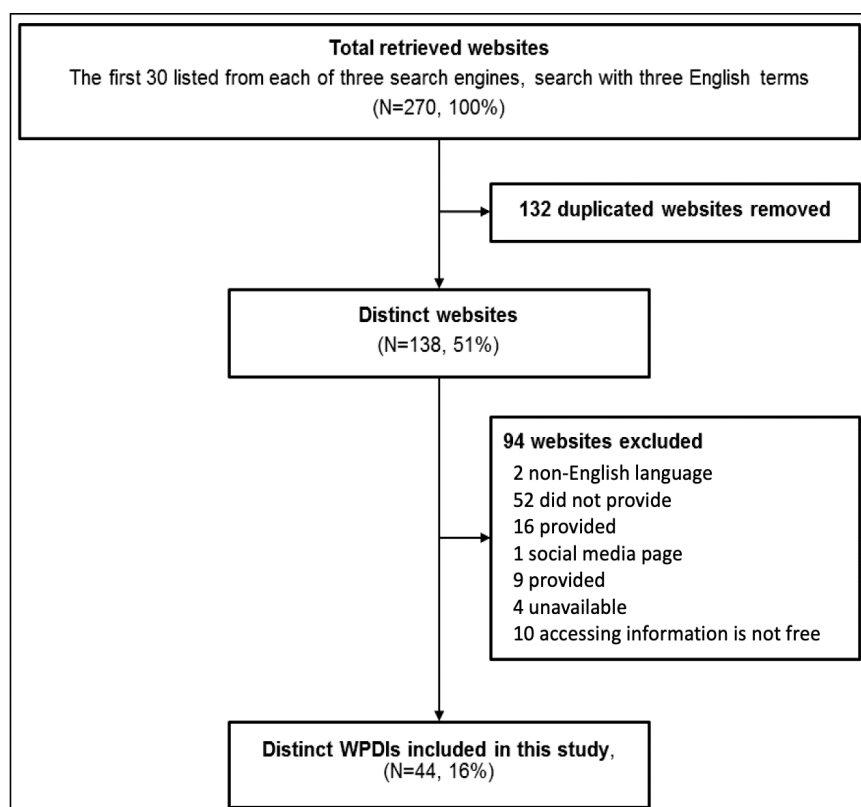 Total retrieved websites
The first 30 listed from each of three search engines, search with three English terms
(N=270, 100%)
132 duplicated websites removed
Distinct websites
(N=138, 51%)
94 websites excluded
2 non-English language
52 did not provide
16 provided
1 social media page
9 provided
4 unavailable
10 accessing information is not free
Distinct WPDIs included in this study,
(N=44, 16%)